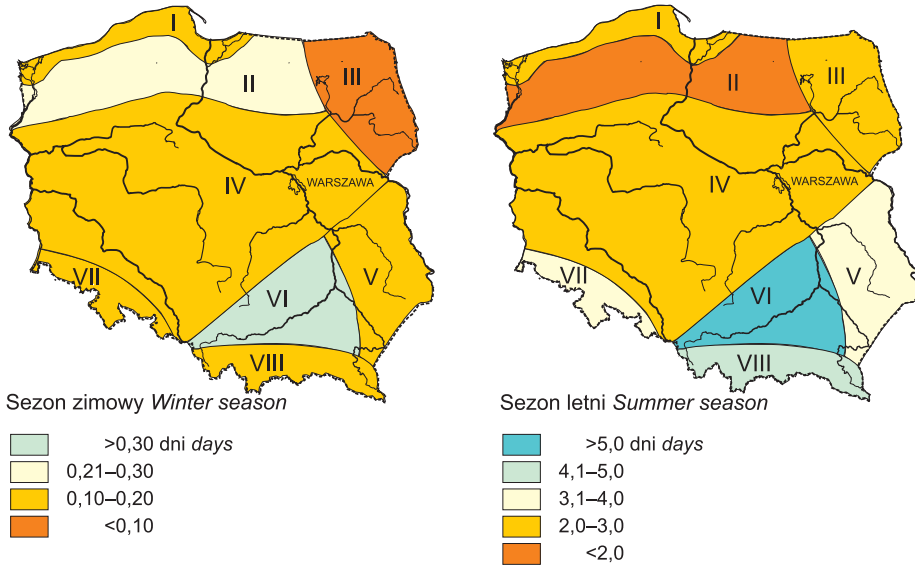 I
II
III
IV
WARSZAWA
V
VI
VII
VIII
Sezon zimowy Winter season
>0,30 dni days
0,21–0,30
0,10–0,20
<0,10
I
II
III
IV
WARSZAWA
V
VI
VII
VIII
Sezon letni Summer season
>5,0 dni days
4,1–5,0
3,1–4,0
2,0–3,0
<2,0